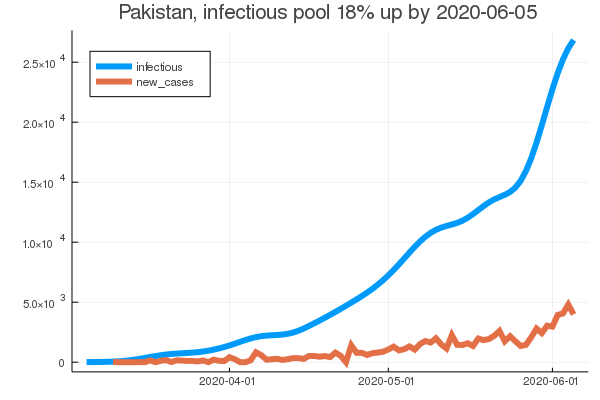 Pakistan, infectious pool 18% up by 2020-06-05
infectious
new_cases
2.5×10⁴
2.0×10⁴
1.5×10⁴
1.0×10⁴
5.0×10³
0
2020-04-01 2020-05-01 2020-06-01